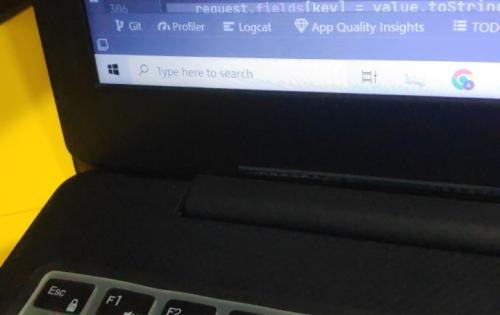 386 request.fields[key] = value.toString
Git Profiler Logcat App Quality Insights TOD
Type here to search
Esc F1 F2